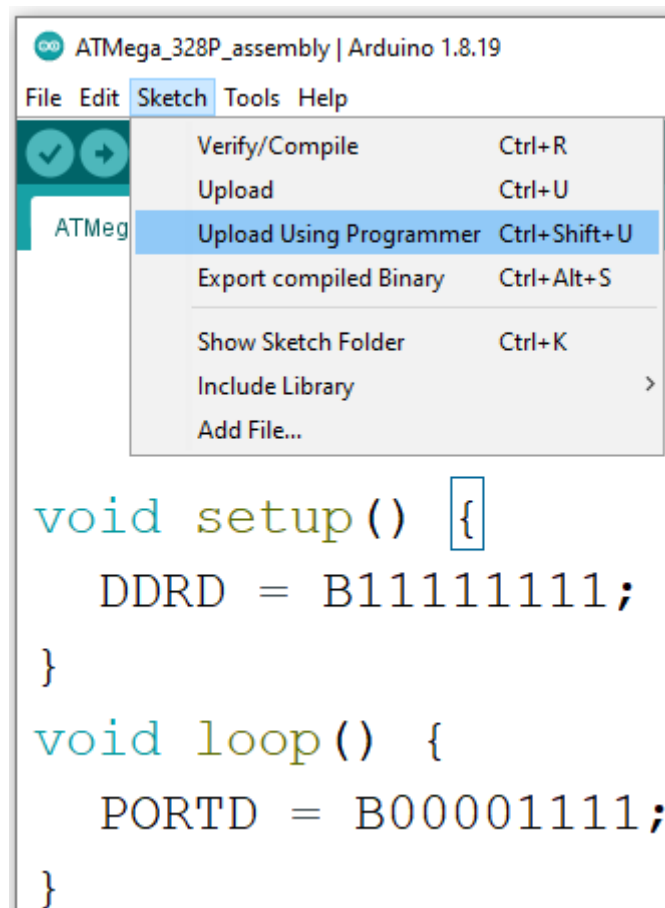 ATMega_328P_assembly | Arduino 1.8.19
File Edit Sketch Tools Help
Verify/Compile Ctrl+R
Upload Ctrl+U
ATMeg
Upload Using Programmer Ctrl+Shift+U
Export compiled Binary Ctrl+Alt+S
Show Sketch Folder Ctrl+K
Include Library
Add File...
void setup() {
DDRD = B11111111;
}
void loop() {
PORTD = B00001111;
}